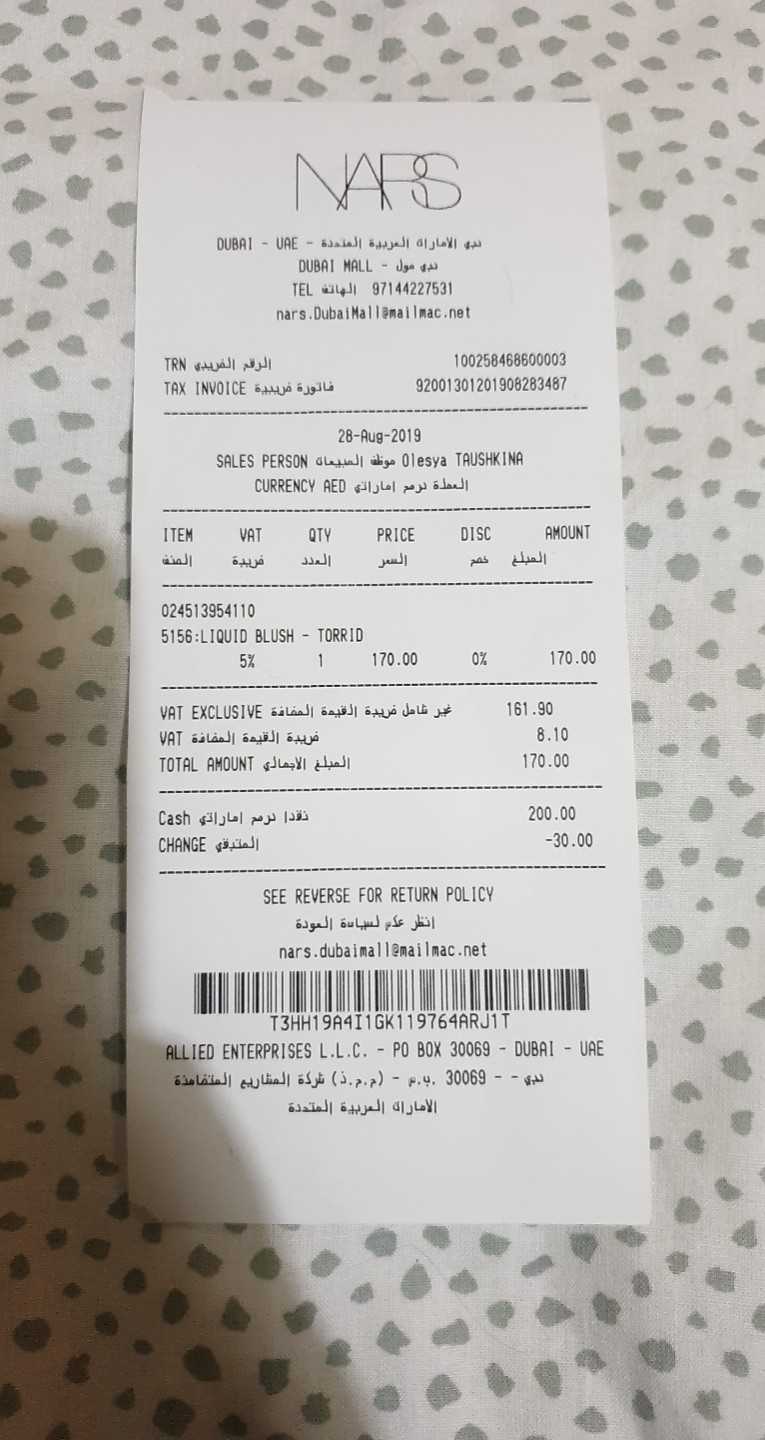 NARS
DUBAI - UAE - دبي الامارات العربية المتحدة
DUBAI MALL - دبي مول
TEL الهاتف 97144227531
nars.DubaiMall@mailmac.net
TRN الرقم الضريبي 100258468600003
TAX INVOICE فاتورة ضريبية 92001301201908283487
28-Aug-2019
SALES PERSON موظف المبيعات Olesya TAUSHKINA
CURRENCY AED العملة درهم اماراتي
ITEM VAT QTY PRICE DISC AMOUNT
الصنف ضريبة العدد السعر خصم المبلغ
024513954110
5156:LIQUID BLUSH - TORRID
5% 1 170.00 0% 170.00
VAT EXCLUSIVE غير شامل ضريبة القيمة المضافة 161.90
VAT ضريبة القيمة المضافة 8.10
TOTAL AMOUNT المبلغ الاجمالي 170.00
Cash نقدا درهم اماراتي 200.00
CHANGE المتبقي -30.00
SEE REVERSE FOR RETURN POLICY
انظر خلف لسياسة العودة
nars.dubaimall@mailmac.net
T3HH19A4I1GK119764ARJ1T
ALLIED ENTERPRISES L.L.C. - PO BOX 30069 - DUBAI - UAE
شركة المشاريع المتضامنة (ذ.م.م) - ص.ب. 30069 - - دبي
الامارات العربية المتحدة